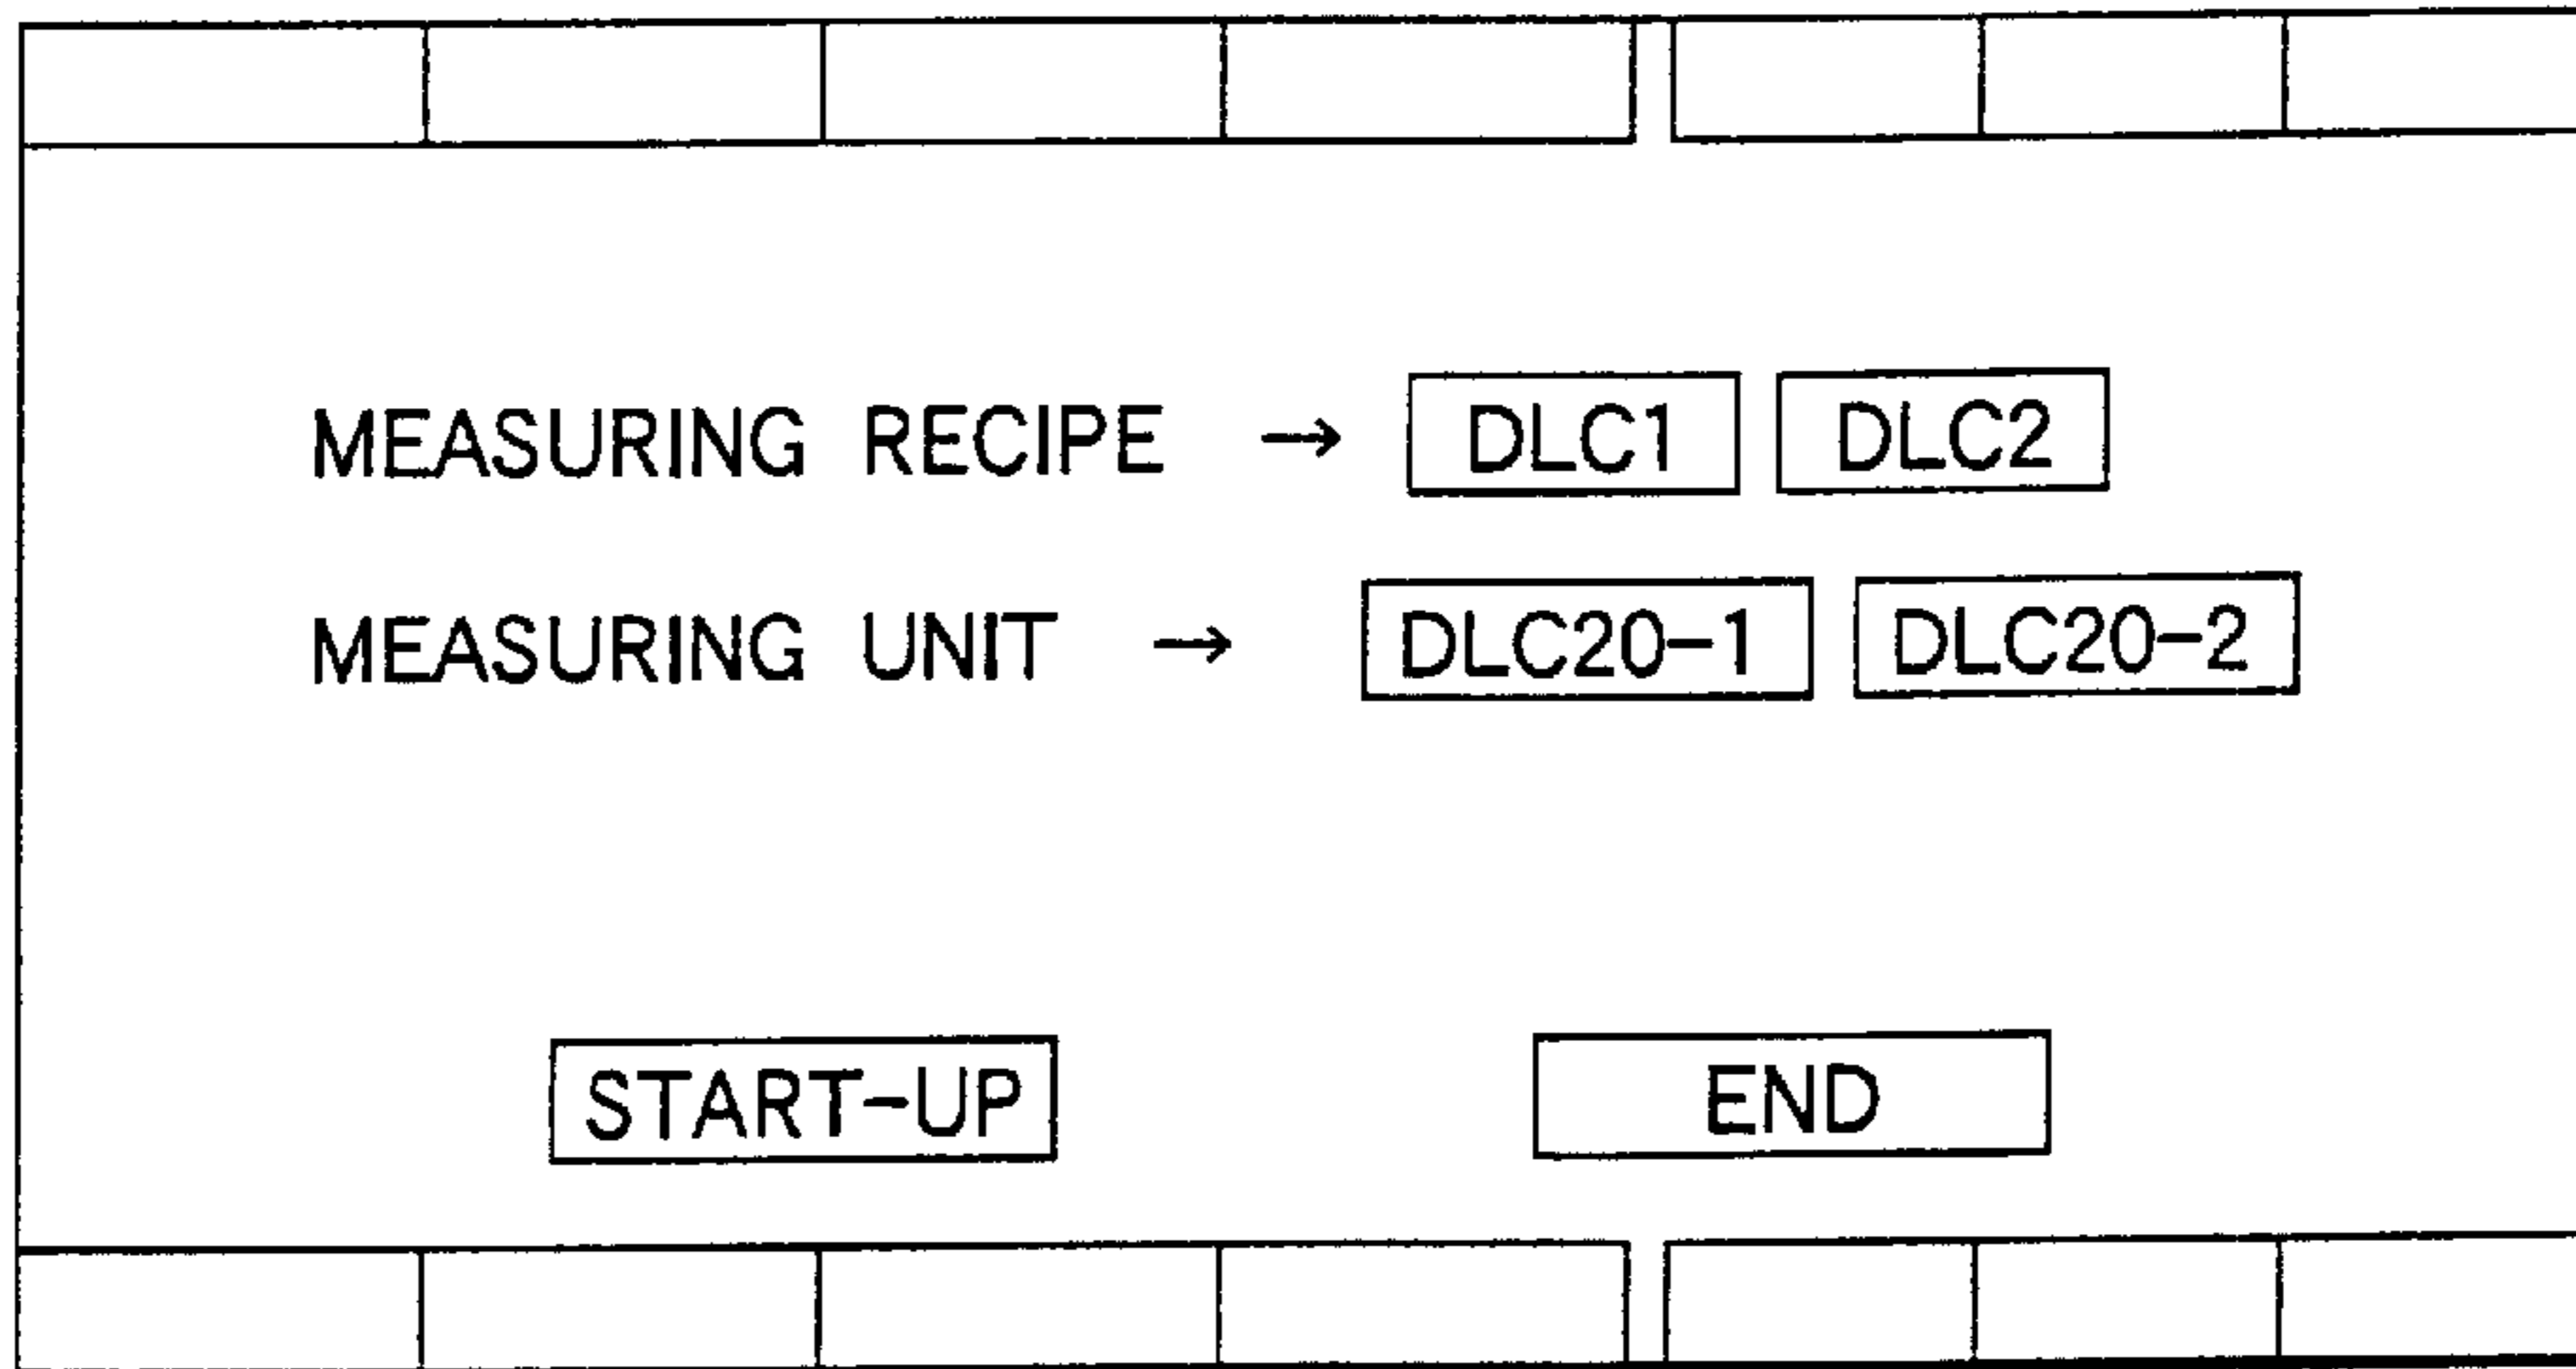 MEASURING RECIPE → DLC1 DLC2
MEASURING UNIT → DLC20-1 DLC20-2
START-UP END